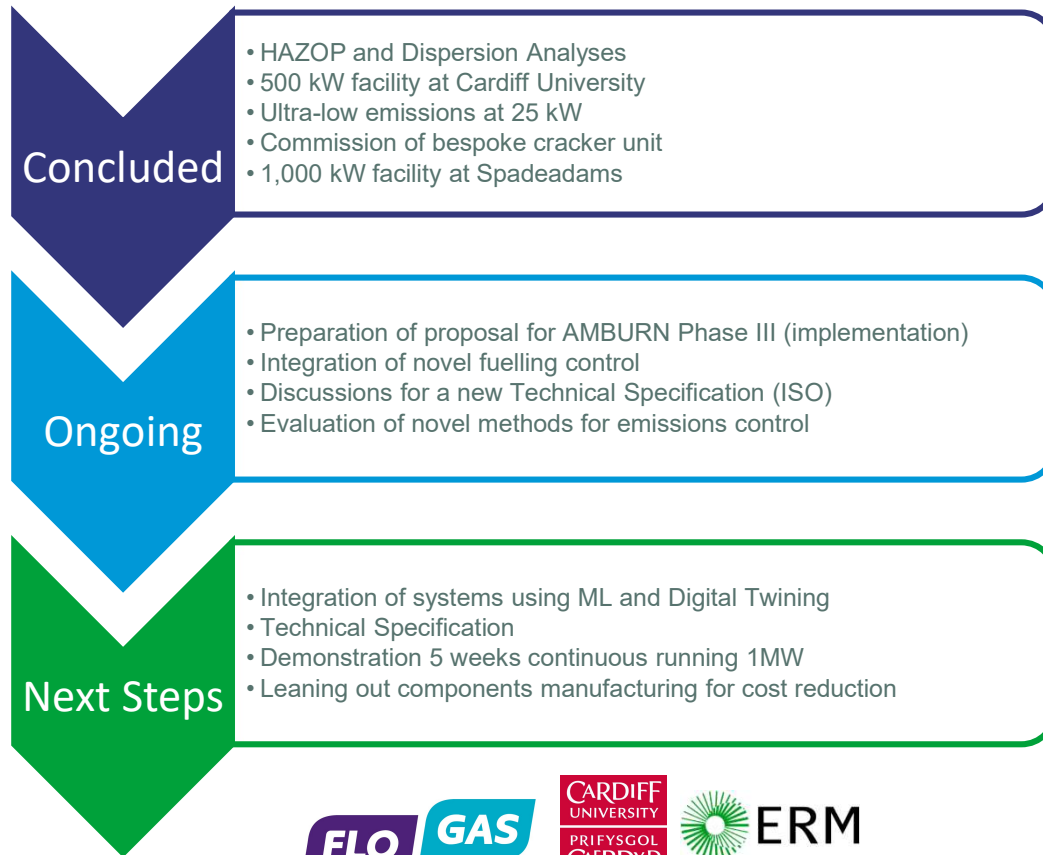 Concluded
• HAZOP and Dispersion Analyses
• 500 kW facility at Cardiff University
• Ultra-low emissions at 25 kW
• Commission of bespoke cracker unit
• 1,000 kW facility at Spadeadams
Ongoing
• Preparation of proposal for AMBURN Phase III (implementation)
• Integration of novel fuelling control
• Discussions for a new Technical Specification (ISO)
• Evaluation of novel methods for emissions control
Next Steps
• Integration of systems using ML and Digital Twining
• Technical Specification
• Demonstration 5 weeks continuous running 1MW
• Leaning out components manufacturing for cost reduction
FLO GAS
CARDIFF
UNIVERSITY
PRIFYSGOL
ERM